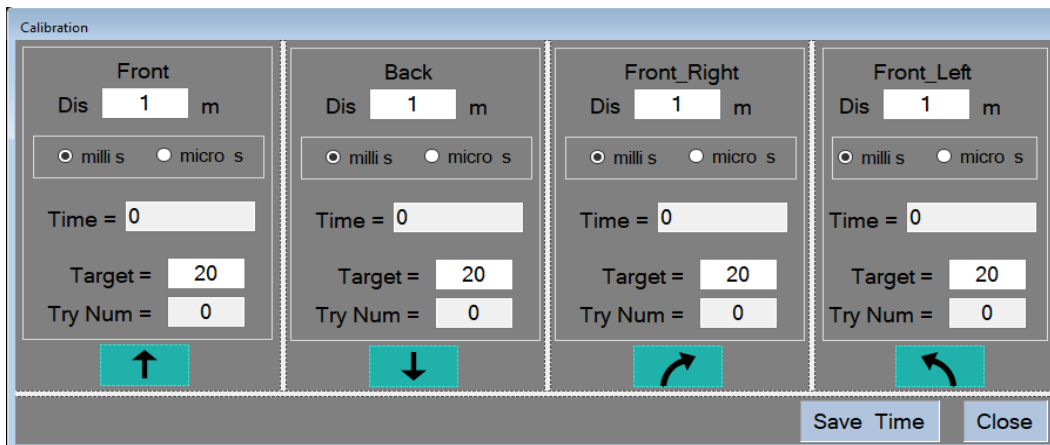 Calibration
Front
Dis 1 m
milli s micro s
Time = 0
Target = 20
Try Num = 0
Back
Dis 1 m
milli s micro s
Time = 0
Target = 20
Try Num = 0
Front_Right
Dis 1 m
milli s micro s
Time = 0
Target = 20
Try Num = 0
Front_Left
Dis 1 m
milli s micro s
Time = 0
Target = 20
Try Num = 0
Save Time Close